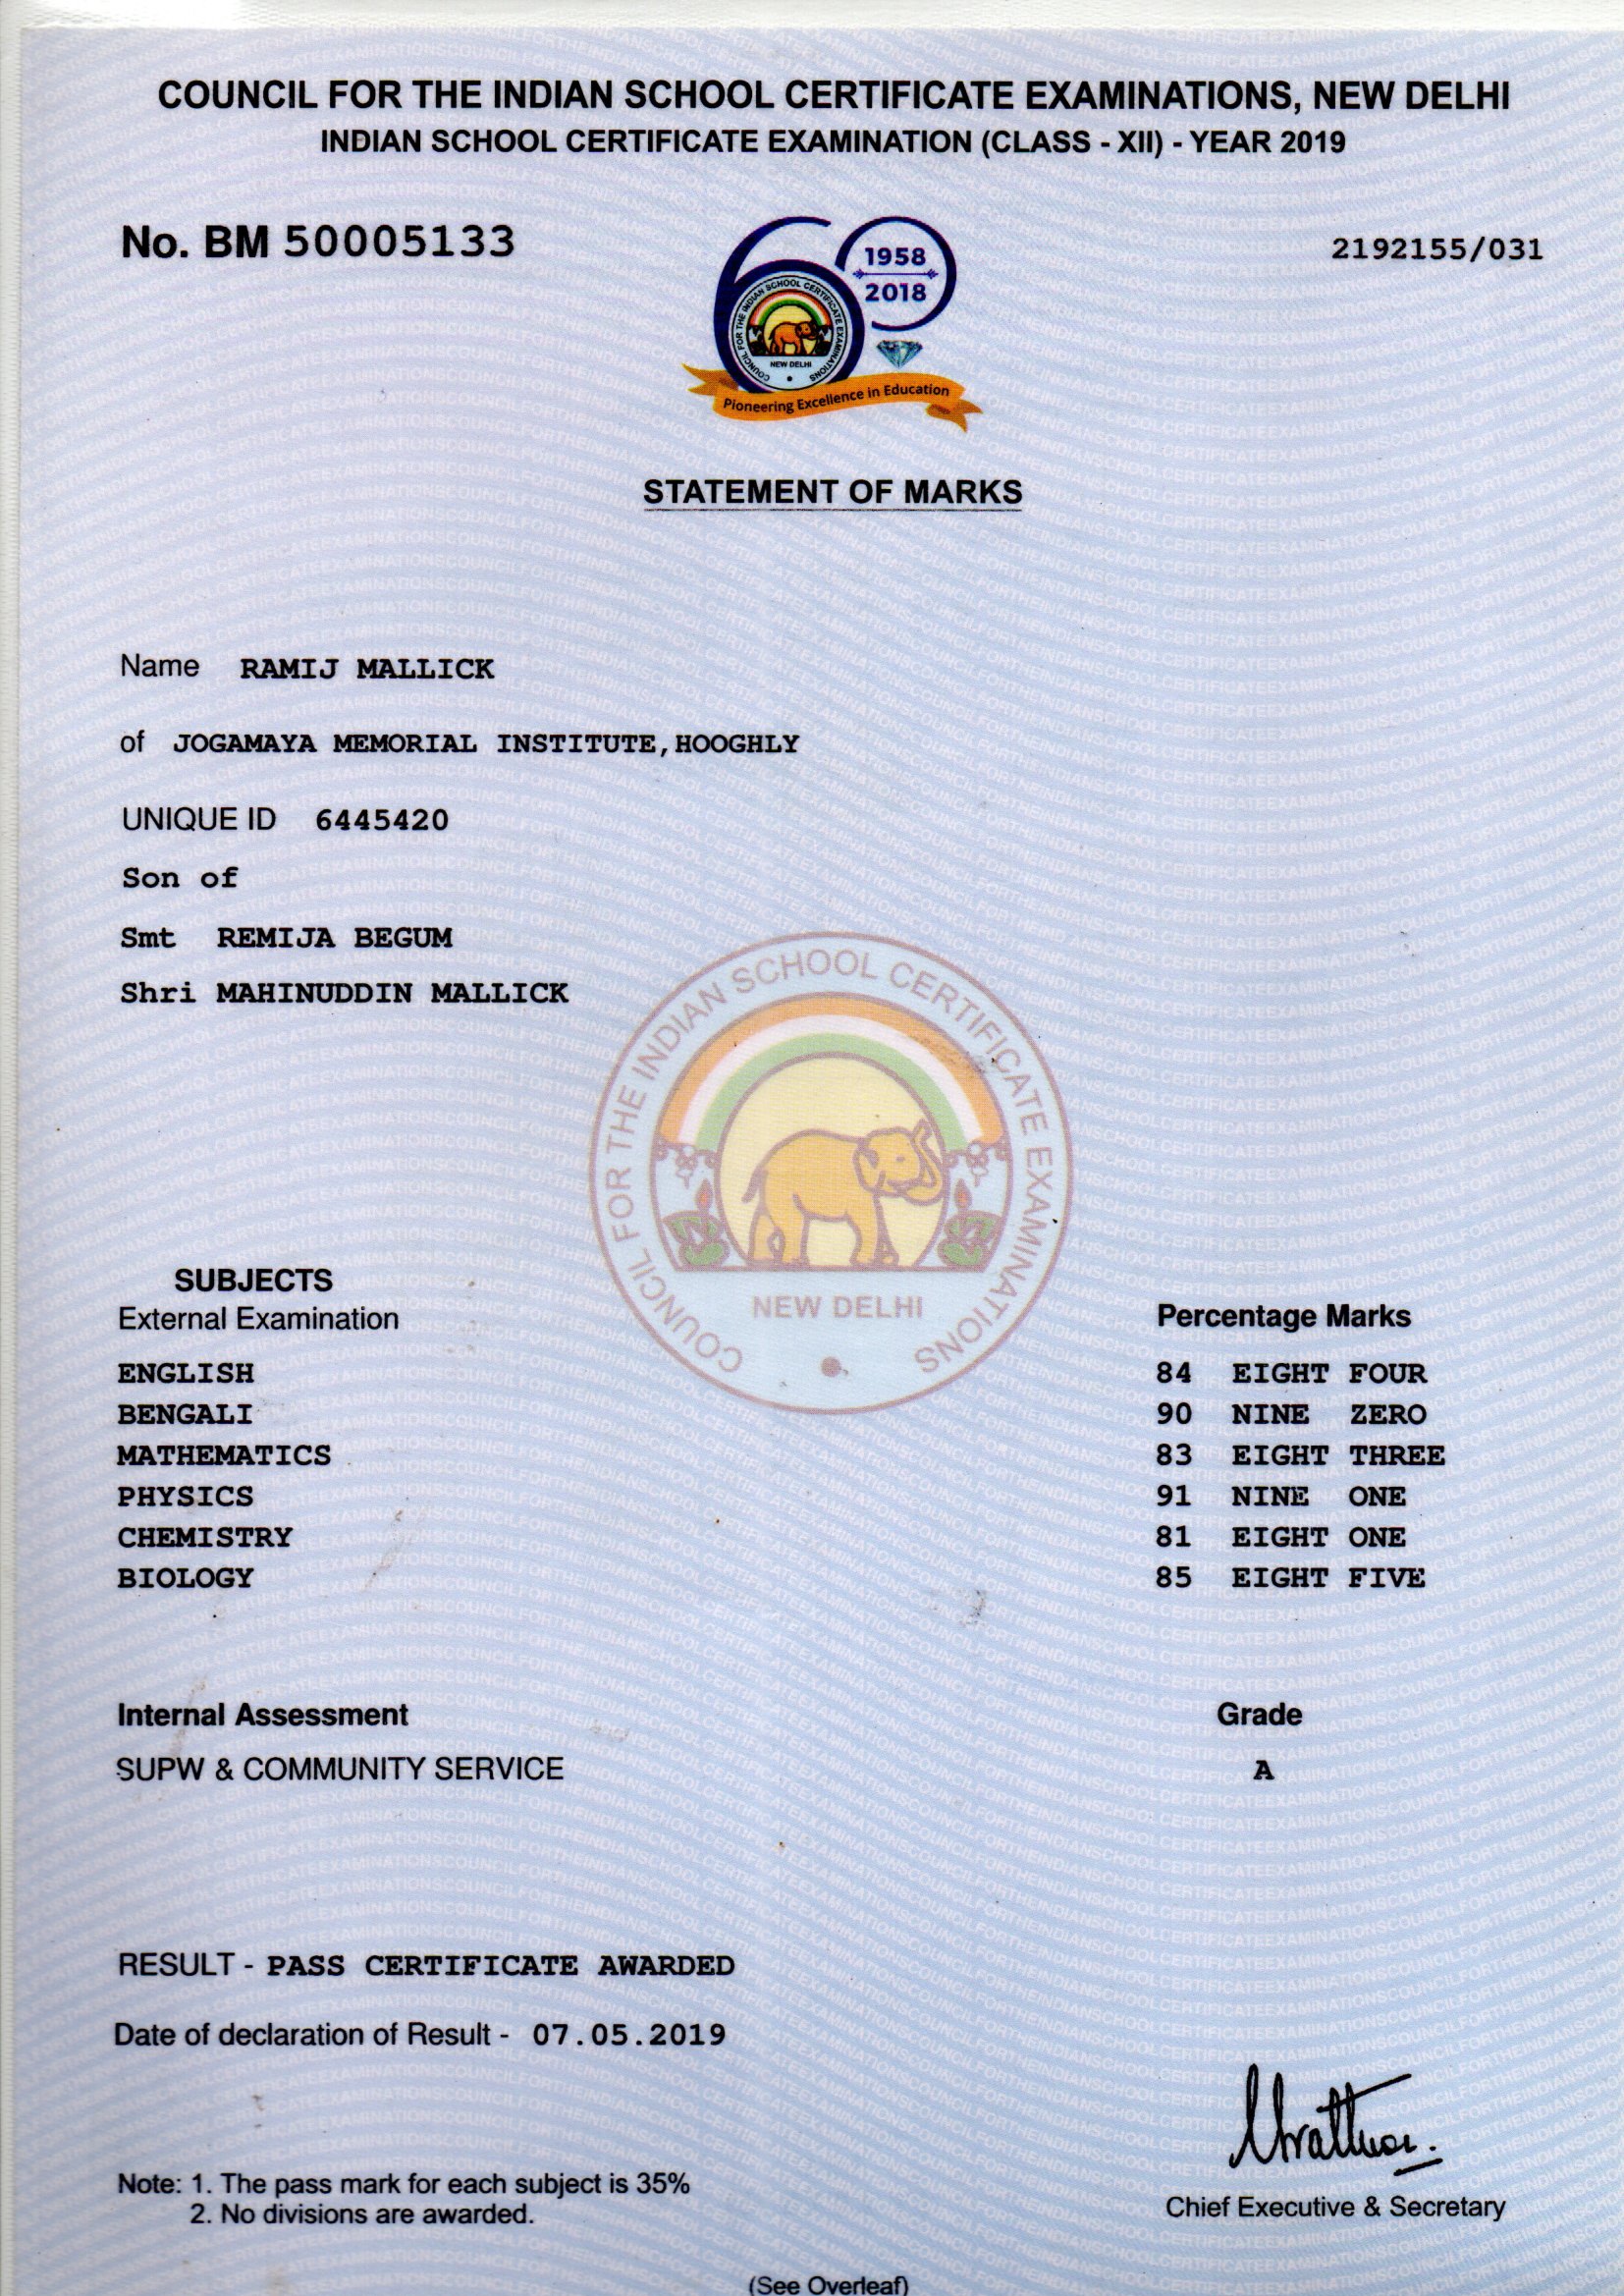 COUNCIL FOR THE INDIAN SCHOOL CERTIFICATE EXAMINATIONS, NEW DELHI
INDIAN SCHOOL CERTIFICATE EXAMINATION (CLASS - XII) - YEAR 2019
No. BM 50005133
2192155/031
1958
2018
COUNCIL FOR THE INDIAN SCHOOL CERTIFICATE EXAMINATIONS
NEW DELHI
Pioneering Excellence in Education
STATEMENT OF MARKS
Name RAMIJ MALLICK
of JOGAMAYA MEMORIAL INSTITUTE,HOOGHLY
UNIQUE ID 6445420
Son of
Smt REMIJA BEGUM
Shri MAHINUDDIN MALLICK
COUNCIL FOR THE INDIAN SCHOOL CERTIFICATE EXAMINATIONS
NEW DELHI
SUBJECTS
External Examination Percentage Marks
ENGLISH 84 EIGHT FOUR
BENGALI 90 NINE ZERO
MATHEMATICS 83 EIGHT THREE
PHYSICS 91 NINE ONE
CHEMISTRY 81 EIGHT ONE
BIOLOGY 85 EIGHT FIVE
Internal Assessment Grade
SUPW & COMMUNITY SERVICE A
RESULT - PASS CERTIFICATE AWARDED
Date of declaration of Result - 07.05.2019
Note: 1. The pass mark for each subject is 35%
2. No divisions are awarded.
Chief Executive & Secretary
(See Overleaf)